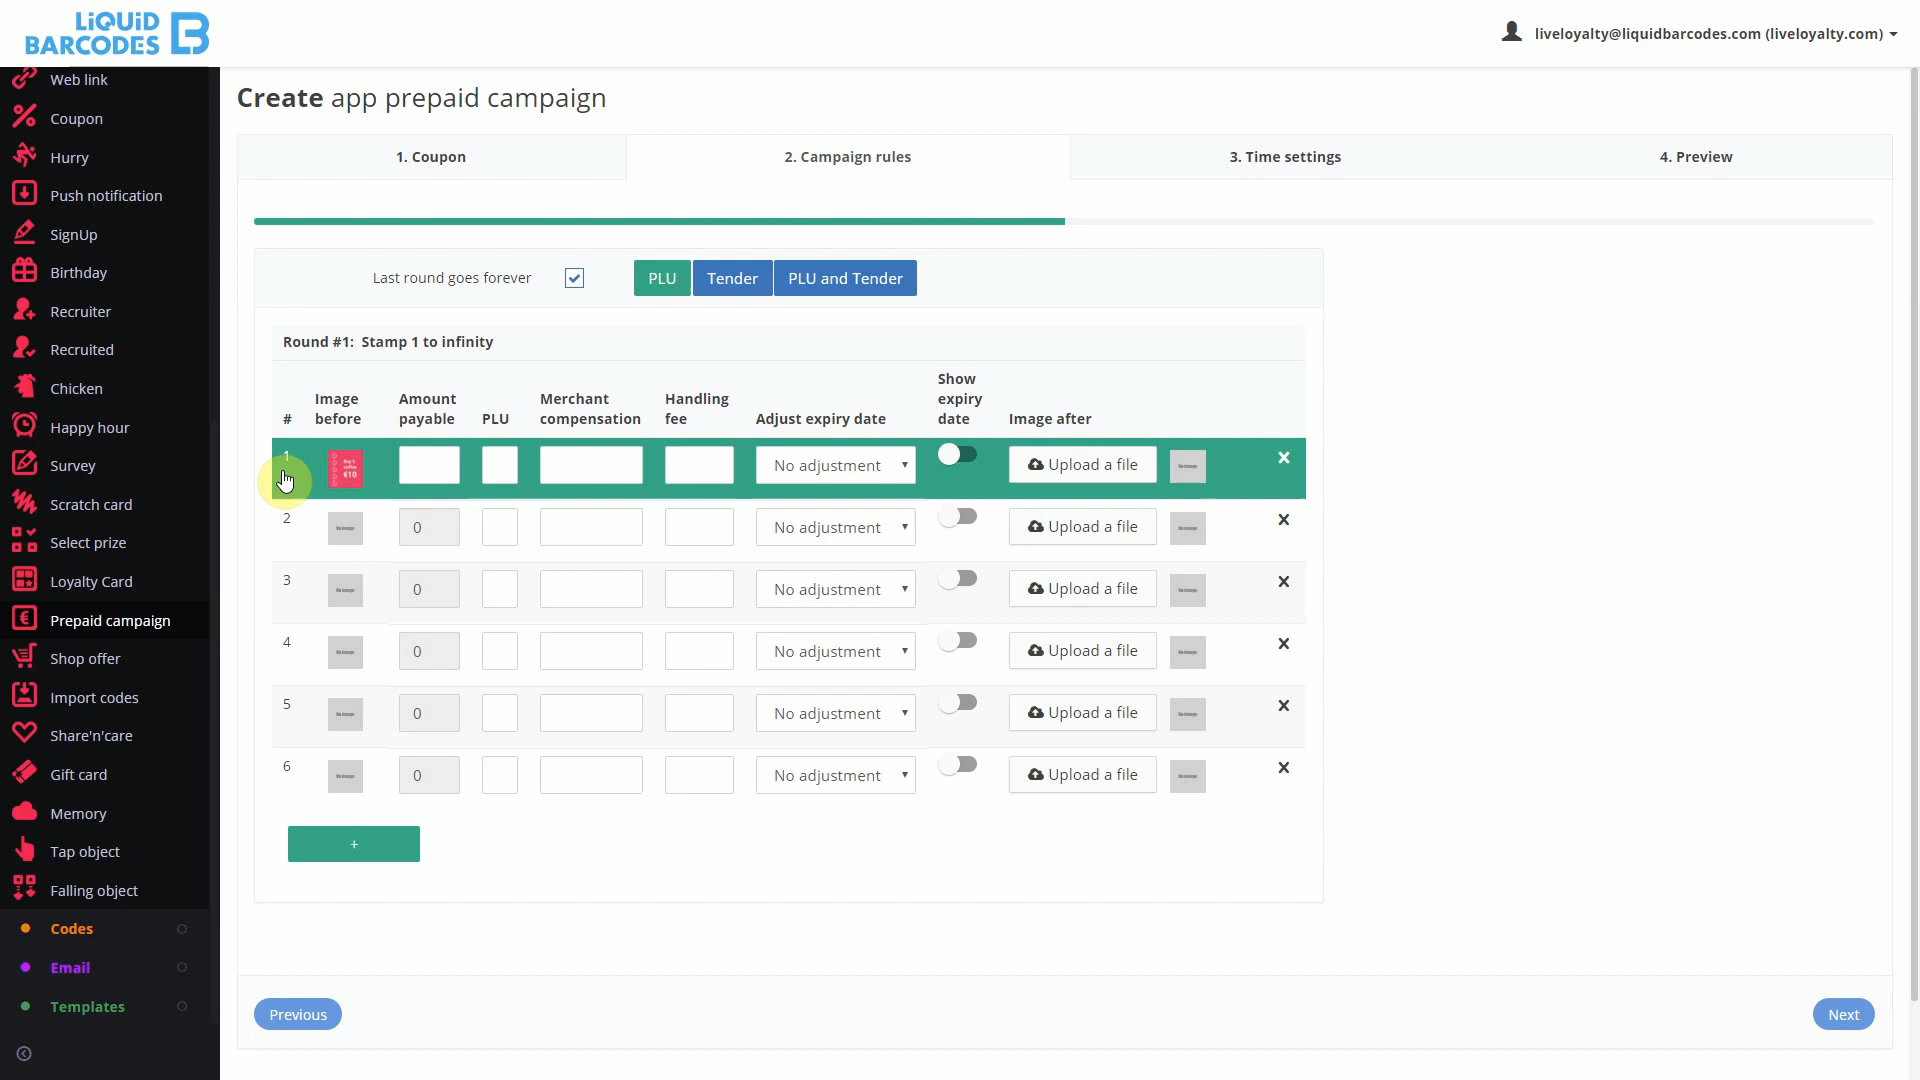 LiQUiD
BARCODES
liveloyalty@liquidbarcodes.com (liveloyalty.com)
Web link
Coupon
Hurry
Push notification
SignUp
Birthday
Recruiter
Recruited
Chicken
Happy hour
Survey
Scratch card
Select prize
Loyalty Card
Prepaid campaign
Shop offer
Import codes
Share'n'care
Gift card
Memory
Tap object
Falling object
Codes
Email
Templates
Create app prepaid campaign
1. Coupon 2. Campaign rules 3. Time settings 4. Preview
Last round goes forever PLU Tender PLU and Tender
Round #1: Stamp 1 to infinity
# Image before Amount payable PLU Merchant compensation Handling fee Adjust expiry date Show expiry date Image after
1 €10 No adjustment Upload a file x
2 0 No adjustment Upload a file x
3 0 No adjustment Upload a file x
4 0 No adjustment Upload a file x
5 0 No adjustment Upload a file x
6 0 No adjustment Upload a file x
+
Previous Next